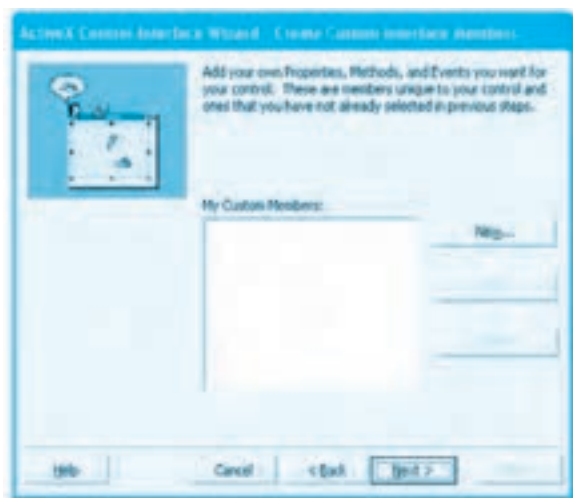 ActiveX Control Interface Wizard - Create Custom Interface Members
Add your own Properties, Methods, and Events you want for
your control. These are members unique to your control and
ones that you have not already selected in previous steps.
My Custom Members:
New...
Help
Cancel
< Back
Next >